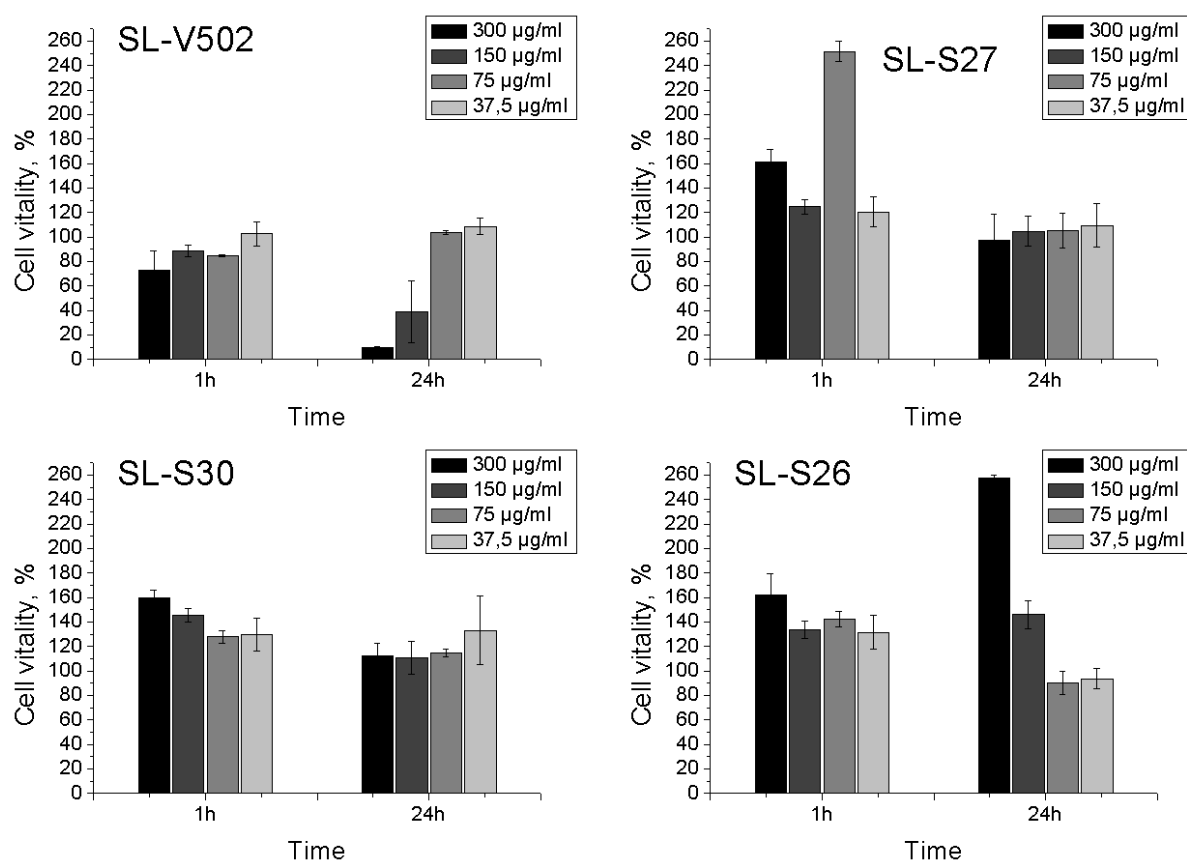 SL-V502
300 µg/ml
150 µg/ml
75 µg/ml
37,5 µg/ml
Cell vitality, %
260
240
220
200
180
160
140
120
100
80
60
40
20
0
1h
24h
Time
SL-S27
300 µg/ml
150 µg/ml
75 µg/ml
37,5 µg/ml
Cell vitality, %
260
240
220
200
180
160
140
120
100
80
60
40
20
0
1h
24h
Time
SL-S30
300 µg/ml
150 µg/ml
75 µg/ml
37,5 µg/ml
Cell vitality, %
260
240
220
200
180
160
140
120
100
80
60
40
20
0
1h
24h
Time
SL-S26
300 µg/ml
150 µg/ml
75 µg/ml
37,5 µg/ml
Cell vitality, %
260
240
220
200
180
160
140
120
100
80
60
40
20
0
1h
24h
Time